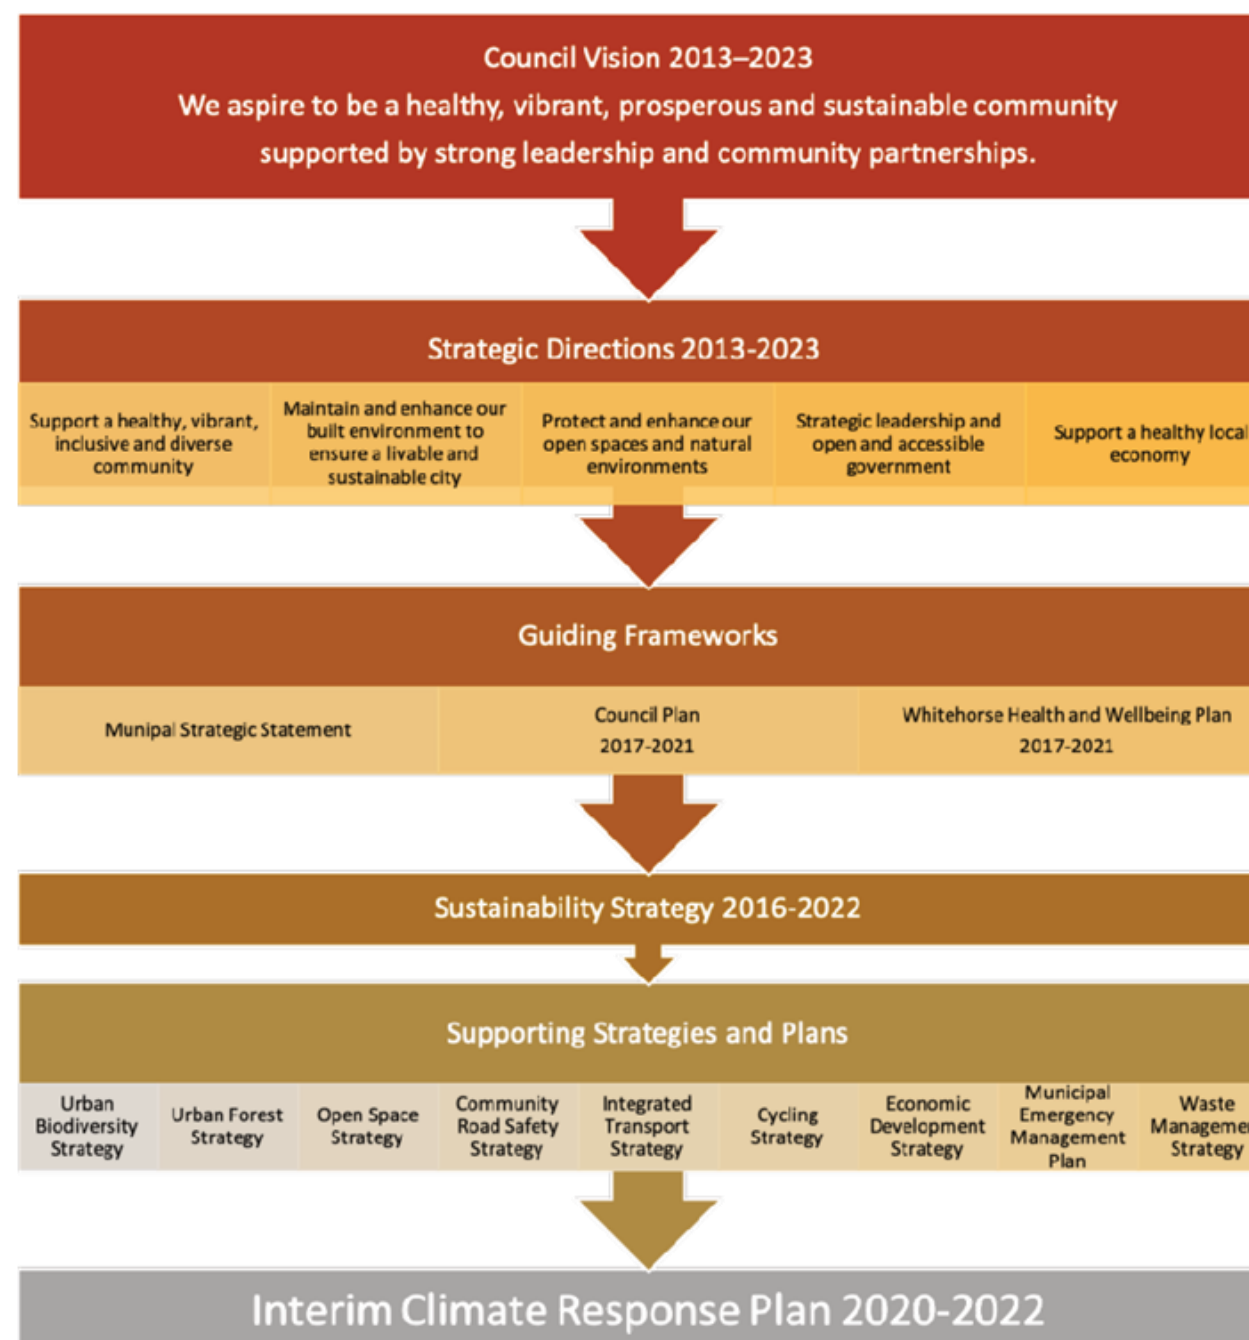 Council Vision 2013–2023
We aspire to be a healthy, vibrant, prosperous and sustainable community
supported by strong leadership and community partnerships.
Strategic Directions 2013-2023
Support a healthy, vibrant,
inclusive and diverse
community
Maintain and enhance our
built environment to
ensure a livable and
sustainable city
Protect and enhance our
open spaces and natural
environments
Strategic leadership and
open and accessible
government
Support a healthy local
economy
Guiding Frameworks
Munipal Strategic Statement
Council Plan
2017-2021
Whitehorse Health and Wellbeing Plan
2017-2021
Sustainability Strategy 2016-2022
Supporting Strategies and Plans
Urban
Biodiversity
Strategy
Urban Forest
Strategy
Open Space
Strategy
Community
Road Safety
Strategy
Integrated
Transport
Strategy
Cycling
Strategy
Economic
Development
Strategy
Municipal
Emergency
Management
Plan
Waste
Strategy
Interim Climate Response Plan 2020-2022